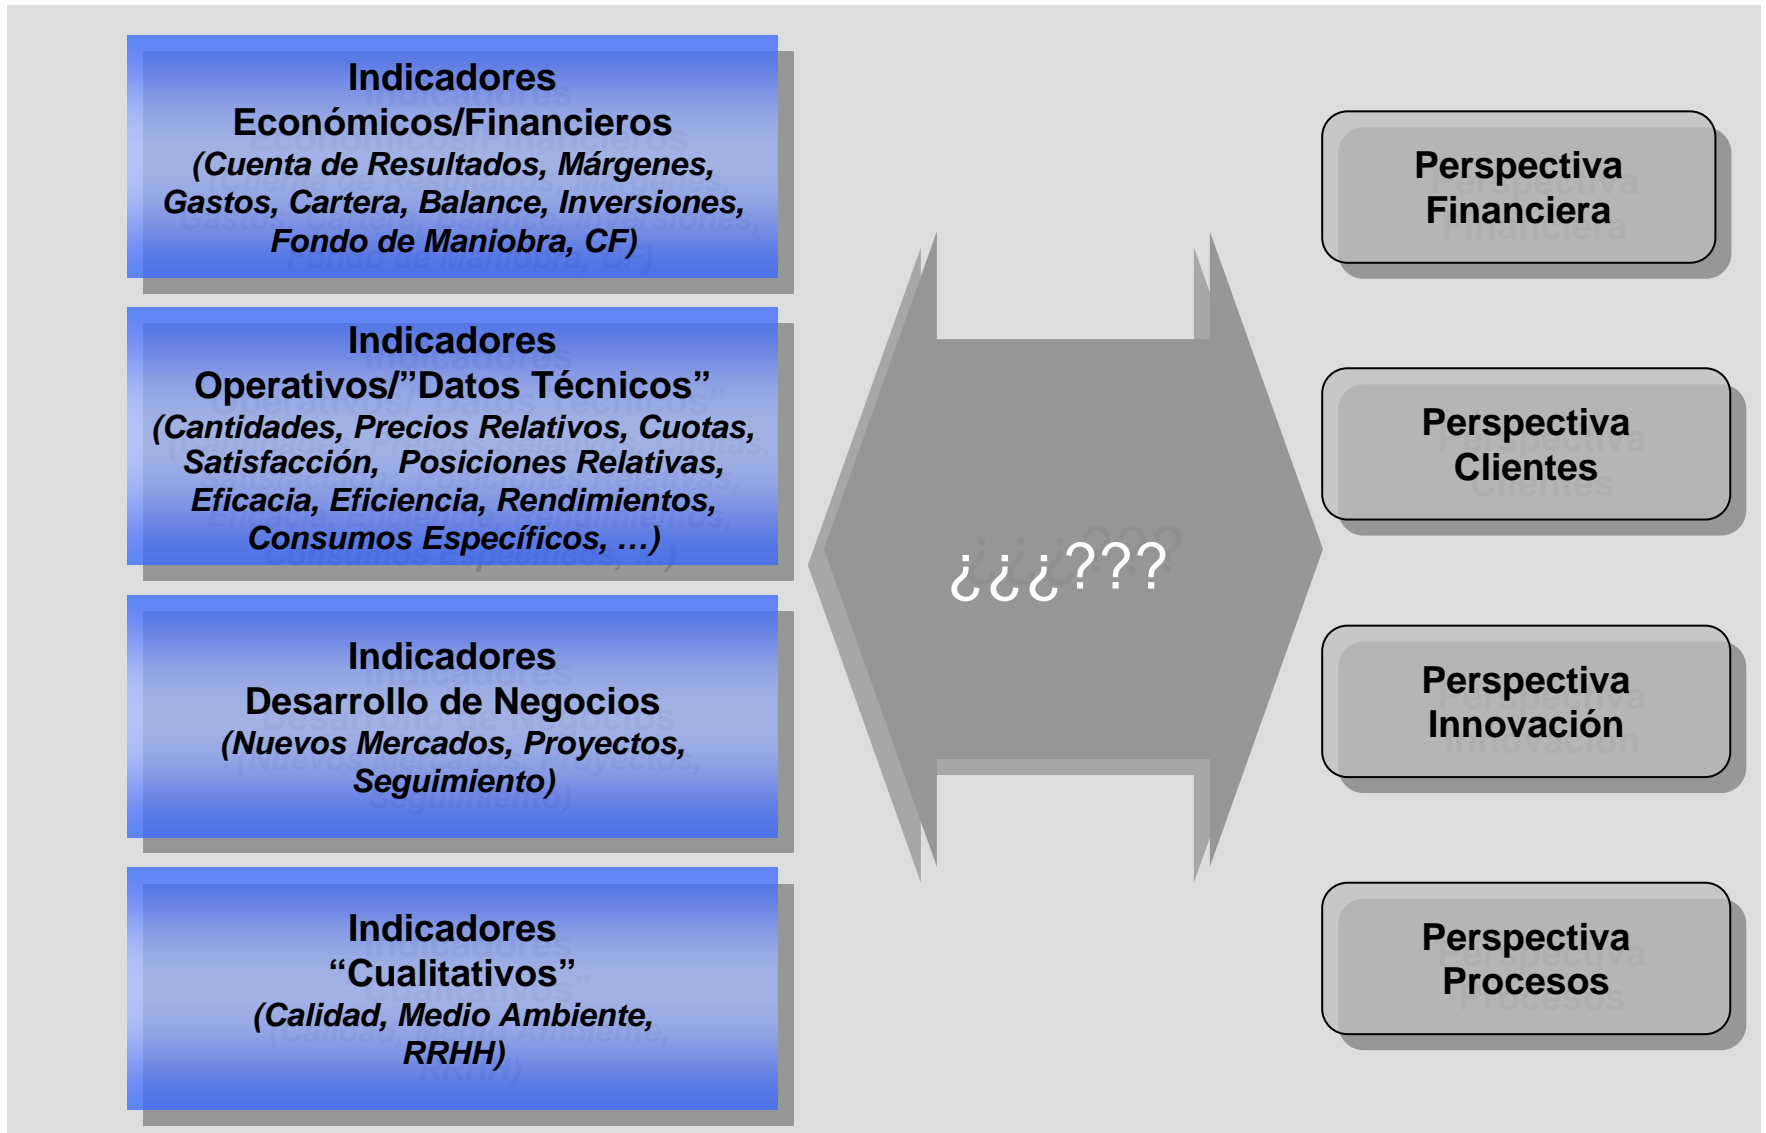 Indicadores
Económicos/Financieros
(Cuenta de Resultados, Márgenes,
Gastos, Cartera, Balance, Inversiones,
Fondo de Maniobra, CF)
Indicadores
Operativos/”Datos Técnicos”
(Cantidades, Precios Relativos, Cuotas,
Satisfacción, Posiciones Relativas,
Eficacia, Eficiencia, Rendimientos,
Consumos Específicos, …)
Indicadores
Desarrollo de Negocios
(Nuevos Mercados, Proyectos,
Seguimiento)
Indicadores
“Cualitativos”
(Calidad, Medio Ambiente,
RRHH)
¿¿¿???
Perspectiva
Financiera
Perspectiva
Clientes
Perspectiva
Innovación
Perspectiva
Procesos